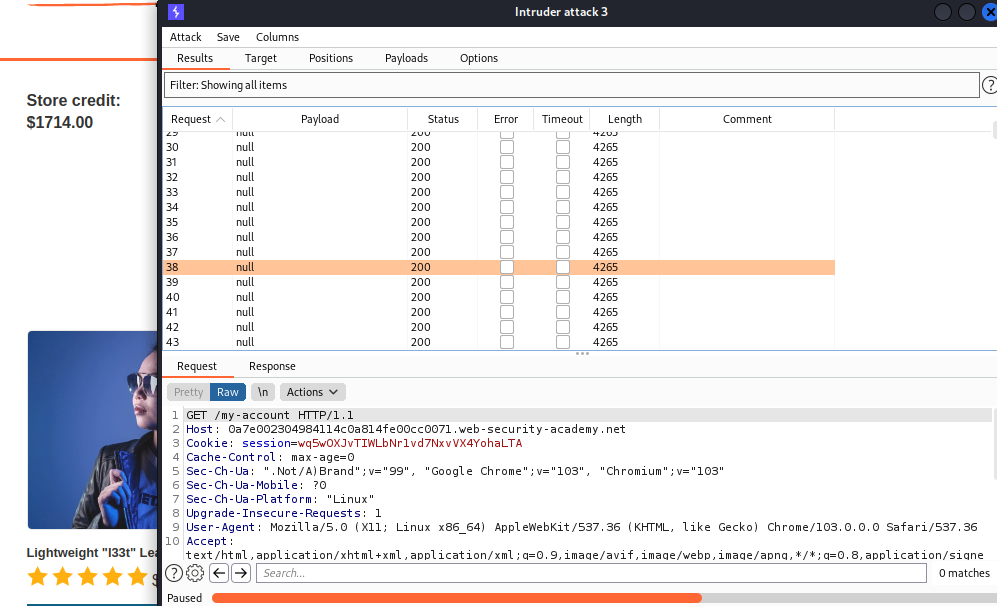 Intruder attack 3
Attack Save Columns
Results Target Positions Payloads Options
Filter: Showing all items
?
Store credit:
$1714.00
Request Payload Status Error Timeout Length Comment
29 null 200 4265
30 null 200 4265
31 null 200 4265
32 null 200 4265
33 null 200 4265
34 null 200 4265
35 null 200 4265
36 null 200 4265
37 null 200 4265
38 null 200 4265
39 null 200 4265
40 null 200 4265
41 null 200 4265
42 null 200 4265
43 null 200 4265
Request Response
Pretty Raw \n Actions
1 GET /my-account HTTP/1.1
2 Host: 0a7e002304984114c0a814fe00cc0071.web-security-academy.net
3 Cookie: session=wq5wOXJvTIWLbNr1vd7NxvVX4YohaLTA
4 Cache-Control: max-age=0
5 Sec-Ch-Ua: ".Not/A)Brand";v="99", "Google Chrome";v="103", "Chromium";v="103"
6 Sec-Ch-Ua-Mobile: ?0
7 Sec-Ch-Ua-Platform: "Linux"
8 Upgrade-Insecure-Requests: 1
9 User-Agent: Mozilla/5.0 (X11; Linux x86_64) AppleWebKit/537.36 (KHTML, like Gecko) Chrome/103.0.0.0 Safari/537.36
10 Accept:
text/html,application/xhtml+xml,application/xml;q=0.9,image/avif,image/webp,image/apng,*/*;q=0.8,application/signe
Lightweight "l33t" Lea
$
? Search... 0 matches
Paused